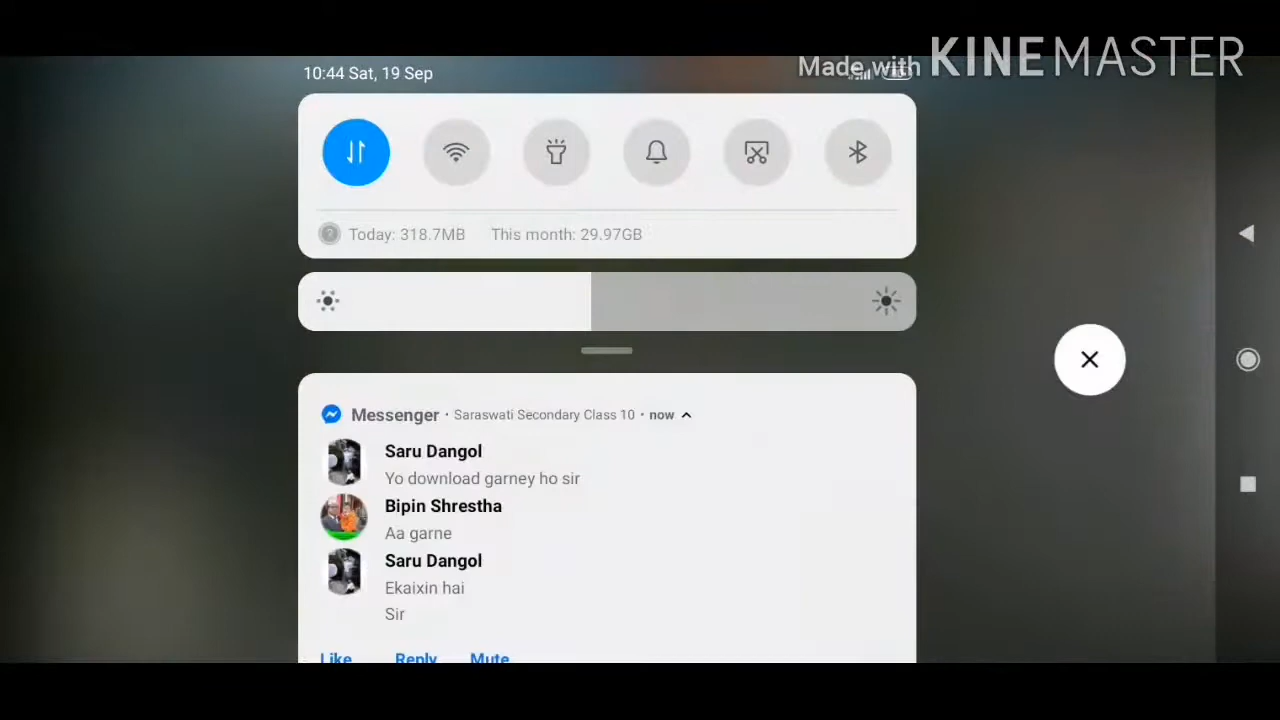 Made with KINEMASTER
10:44 Sat, 19 Sep
Today: 318.7MB This month: 29.97GB
Messenger · Saraswati Secondary Class 10 · now
Saru Dangol
Yo download garney ho sir
Bipin Shrestha
Aa garne
Saru Dangol
Ekaixin hai
Sir
Like Reply Mute